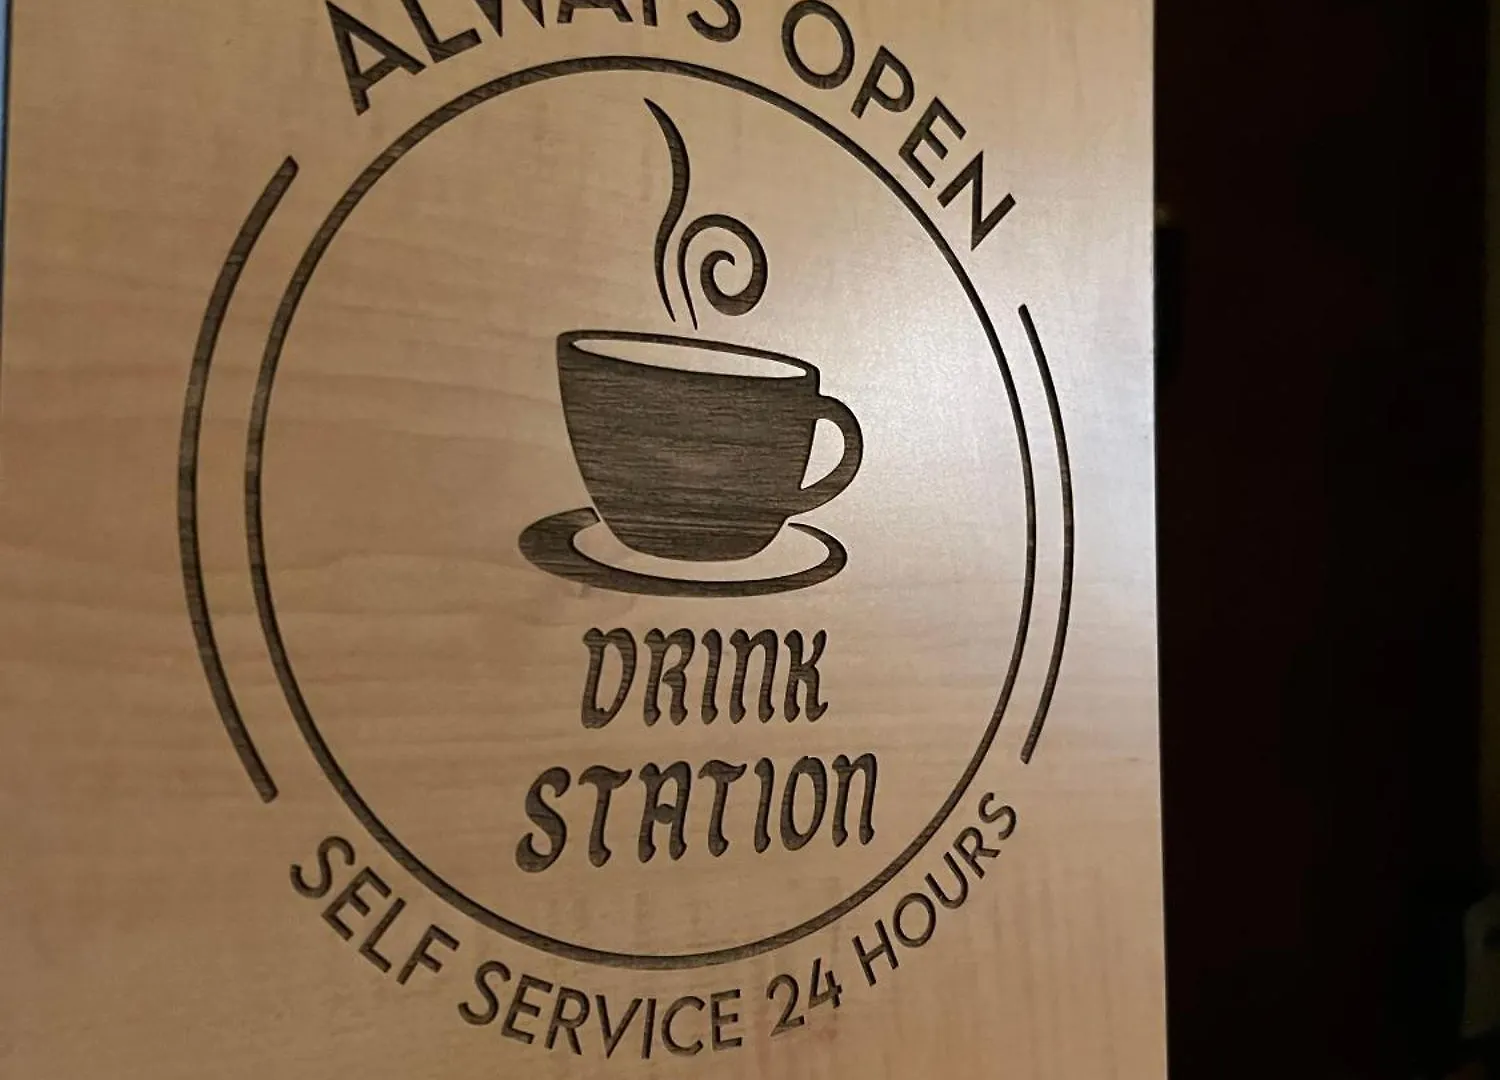 ALWAYS OPEN
DRINK
STATION
SELF SERVICE 24 HOURS